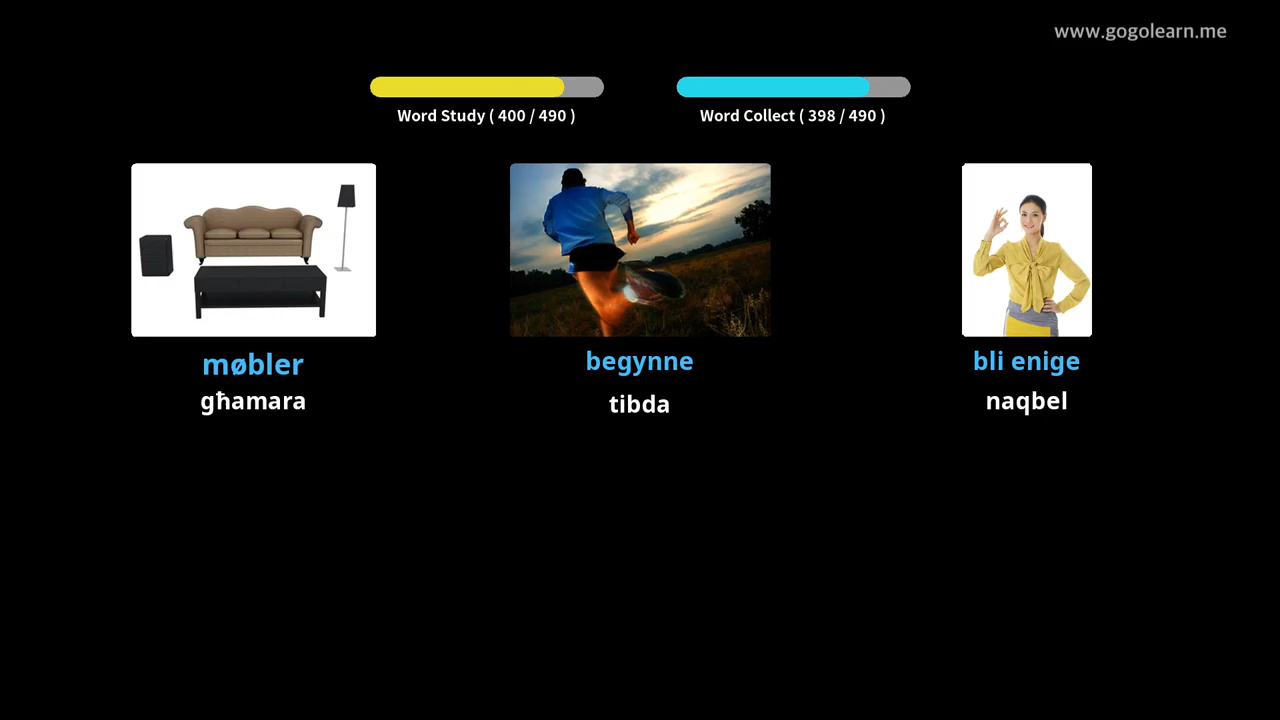 www.gogolearn.me
Word Study ( 400 / 490 )
Word Collect ( 398 / 490 )
møbler
begynne
bli enige
għamara
tibda
naqbel